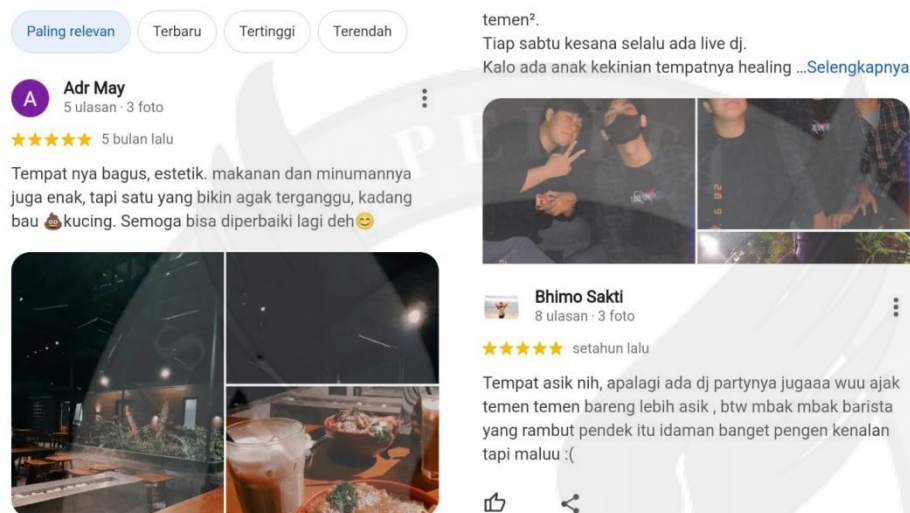 Paling relevan
Terbaru
Tertinggi
Terendah
A
Adr May
5 ulasan · 3 foto
5 bulan lalu
Tempat nya bagus, estetik. makanan dan minumannya
juga enak, tapi satu yang bikin agak terganggu, kadang
bau 💩kucing. Semoga bisa diperbaiki lagi deh😊
temen².
Tiap sabtu kesana selalu ada live dj.
Kalo ada anak kekinian tempatnya healing ...Selengkapnya
Bhimo Sakti
8 ulasan · 3 foto
setahun lalu
Tempat asik nih, apalagi ada dj partynya jugaaa wuu ajak
temen temen bareng lebih asik , btw mbak mbak barista
yang rambut pendek itu idaman banget pengen kenalan
tapi maluu :(